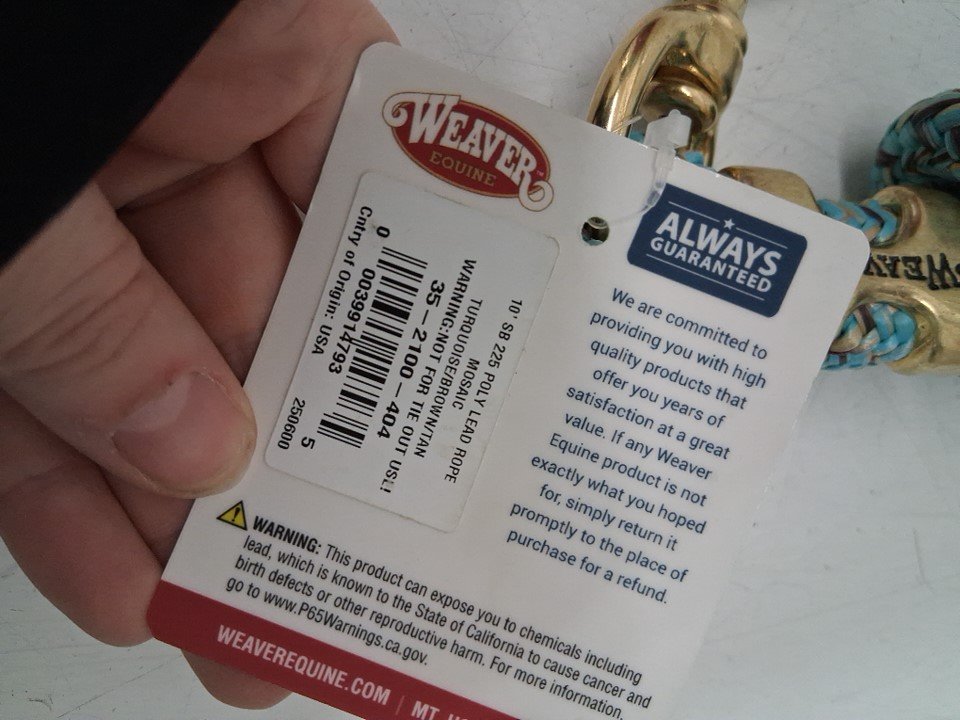 WEAVER
EQUINE
10' SB 225 POLY LEAD ROPE
MOSAIC
TURQUOISE/BROWN/TAN
WARNING:NOT FOR TIE OUT USE!
35-2100-404
0 0039914793 5
Cntry of Origin: USA
250600
ALWAYS
GUARANTEED
We are committed to
providing you with high
quality products that
offer you years of
satisfaction at a great
value. If any Weaver
Equine product is not
exactly what you hoped
for, simply return it
promptly to the place of
purchase for a refund.
WARNING: This product can expose you to chemicals including
lead, which is known to the State of California to cause cancer and
birth defects or other reproductive harm. For more information,
go to www.P65Warnings.ca.gov.
WEAVEREQUINE.COM | MT.
WEAV